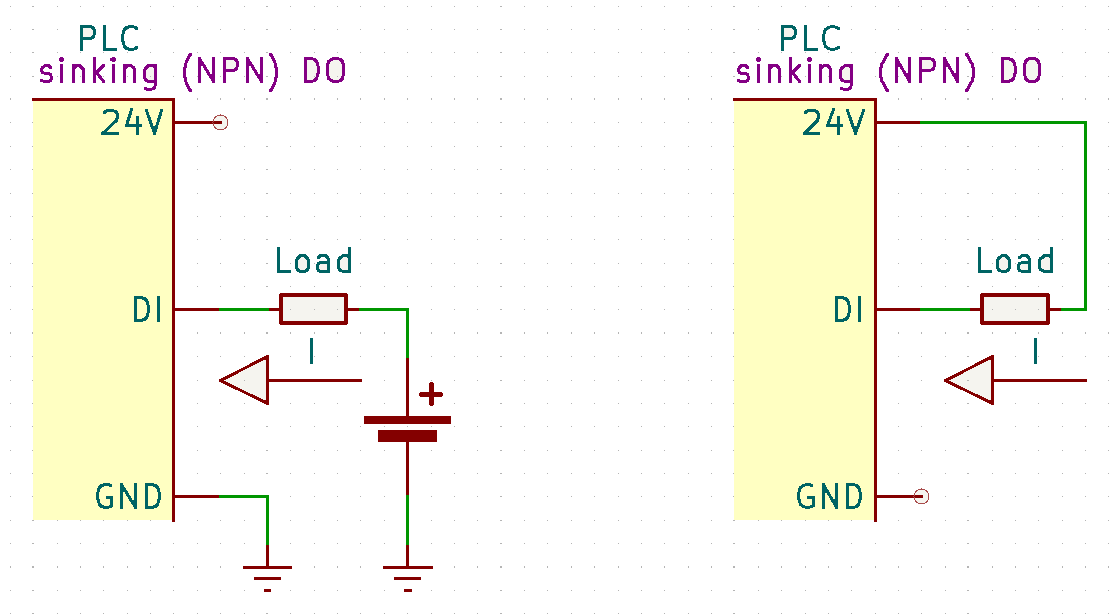 PLC
sinking (NPN) DO
24V
Load
DI
I
+
GND
PLC
sinking (NPN) DO
24V
Load
DI
I
GND